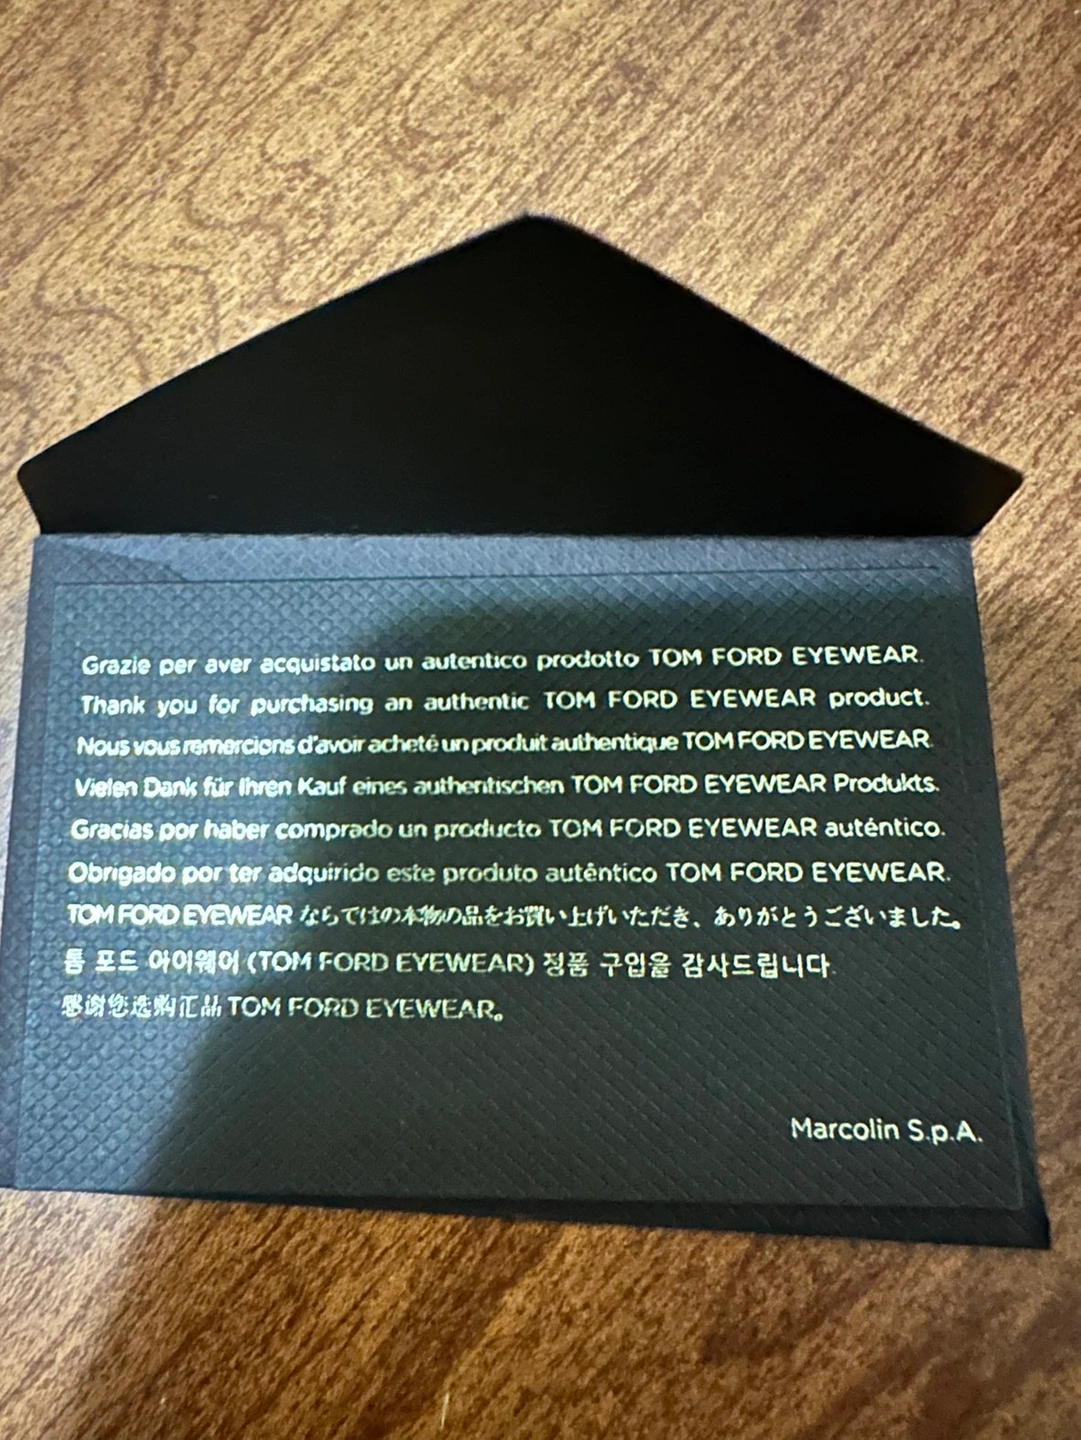 Grazie per aver acquistato un autentico prodotto TOM FORD EYEWEAR.
Thank you for purchasing an authentic TOM FORD EYEWEAR product.
Nous vous remercions d'avoir acheté un produit authentique TOM FORD EYEWEAR.
Vielen Dank für Ihren Kauf eines authentischen TOM FORD EYEWEAR Produkts.
Gracias por haber comprado un producto TOM FORD EYEWEAR auténtico.
Obrigado por ter adquirido este produto autêntico TOM FORD EYEWEAR.
TOM FORD EYEWEAR ならではの本物の品をお買い上げいただき、ありがとうございました。
톰 포드 아이웨어 (TOM FORD EYEWEAR) 정품 구입을 감사드립니다.
感谢您选购正品 TOM FORD EYEWEAR。
Marcolin S.p.A.